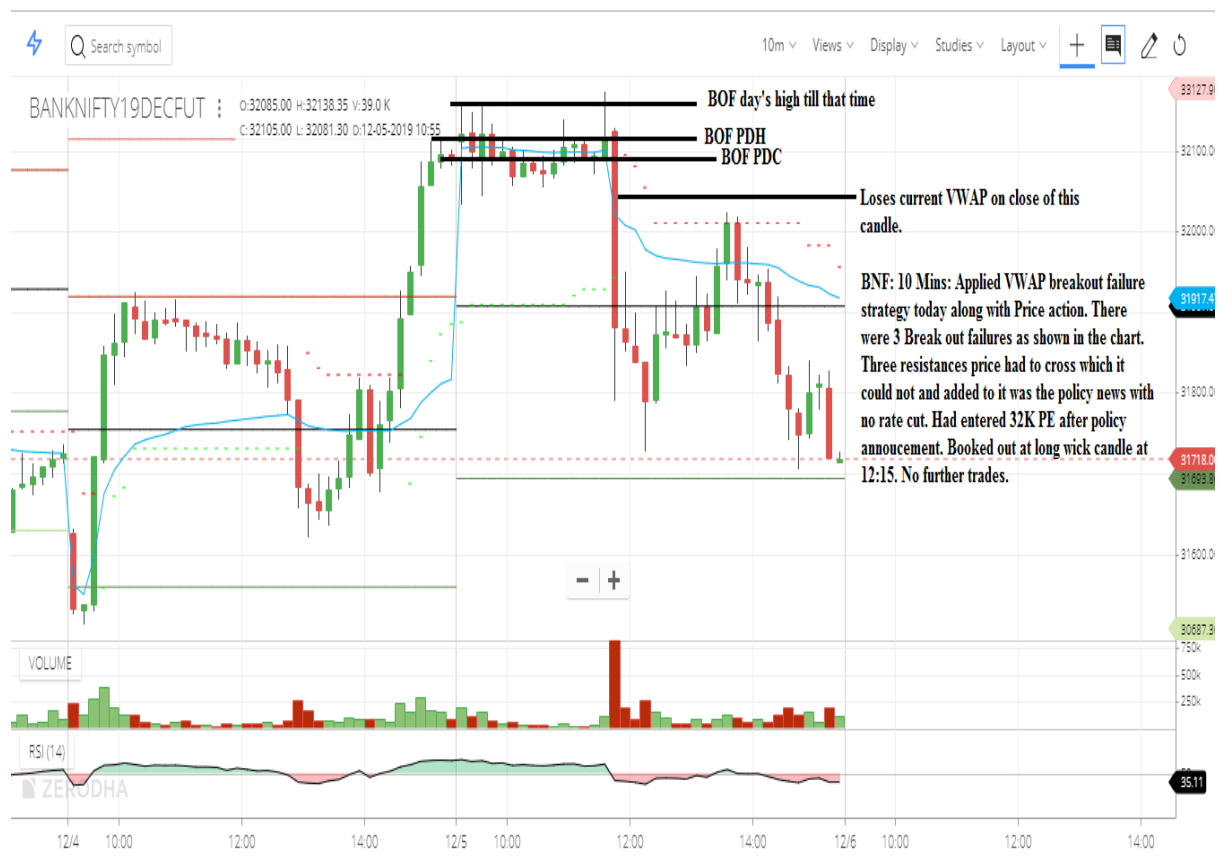 Search symbol
10m Views Display Studies Layout
BANKNIFTY19DECFUT
O:32085.00 H:32138.35 V:39.0 K
C:32105.00 L: 32081.30 D:12-05-2019 10:55
BOF day's high till that time
BOF PDH
BOF PDC
Loses current VWAP on close of this
candle.
BNF: 10 Mins: Applied VWAP breakout failure
strategy today along with Price action. There
were 3 Break out failures as shown in the chart.
Three resistances price had to cross which it
could not and added to it was the policy news with
no rate cut. Had entered 32K PE after policy
annoucement. Booked out at long wick candle at
12:15. No further trades.
33127.90
32100.00
32000.00
31917.4
31800.00
31718.00
31693.8
31600.00
30687.30
VOLUME
750k
500k
250k
RSI (14)
35.11
ZERODHA
12/4 10:00 12:00 14:00 12/5 10:00 12:00 14:00 12/6 10:00 12:00 14:00